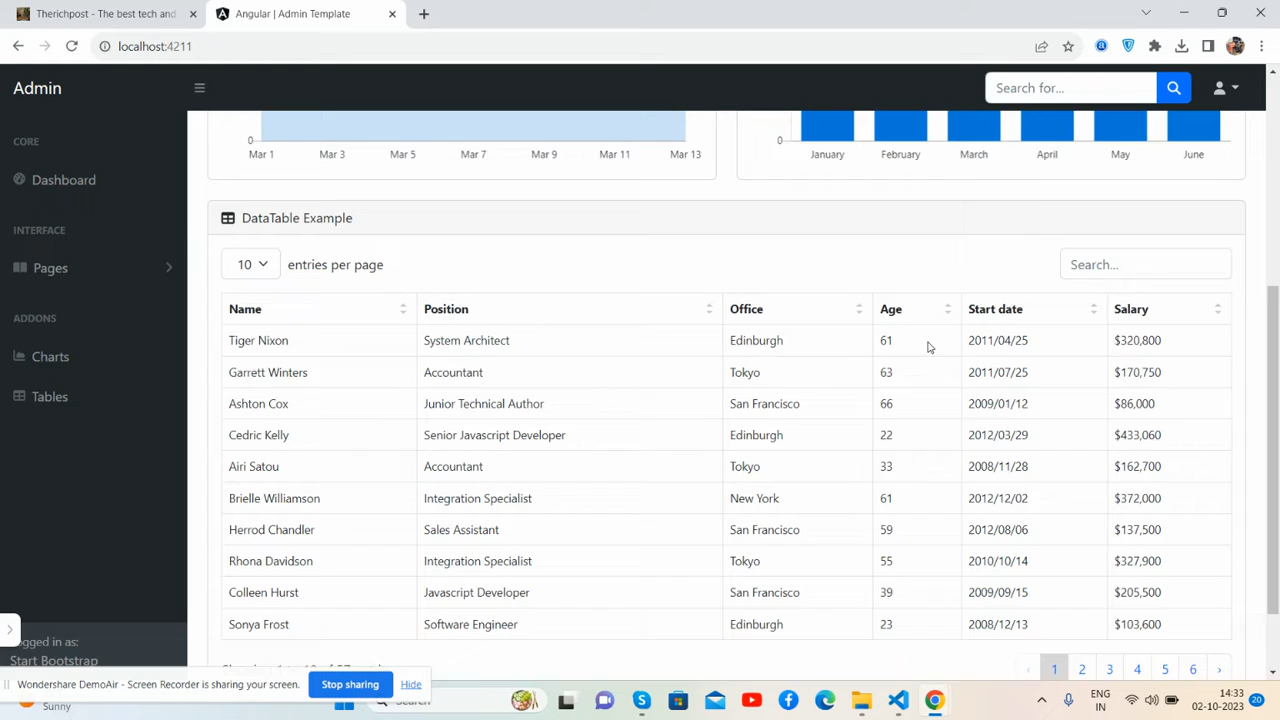 Therichpost - The best tech and
Angular | Admin Template
localhost:4211
Admin
Search for...
CORE
Dashboard
INTERFACE
Pages
ADDONS
Charts
Tables
0
Mar 1 Mar 3 Mar 5 Mar 7 Mar 9 Mar 11 Mar 13
0
January February March April May June
DataTable Example
10 entries per page
Search...
Name Position Office Age Start date Salary
Tiger Nixon System Architect Edinburgh 61 2011/04/25 $320,800
Garrett Winters Accountant Tokyo 63 2011/07/25 $170,750
Ashton Cox Junior Technical Author San Francisco 66 2009/01/12 $86,000
Cedric Kelly Senior Javascript Developer Edinburgh 22 2012/03/29 $433,060
Airi Satou Accountant Tokyo 33 2008/11/28 $162,700
Brielle Williamson Integration Specialist New York 61 2012/12/02 $372,000
Herrod Chandler Sales Assistant San Francisco 59 2012/08/06 $137,500
Rhona Davidson Integration Specialist Tokyo 55 2010/10/14 $327,900
Colleen Hurst Javascript Developer San Francisco 39 2009/09/15 $205,500
Sonya Frost Software Engineer Edinburgh 23 2008/12/13 $103,600
1 2 3 4 5 6
ogged in as:
Start Bootstrap
Wondershare DemoAir - Screen Recorder is sharing your screen.
Stop sharing
Hide
Sunny
Search
ENG
IN
14:33
02-10-2023
20